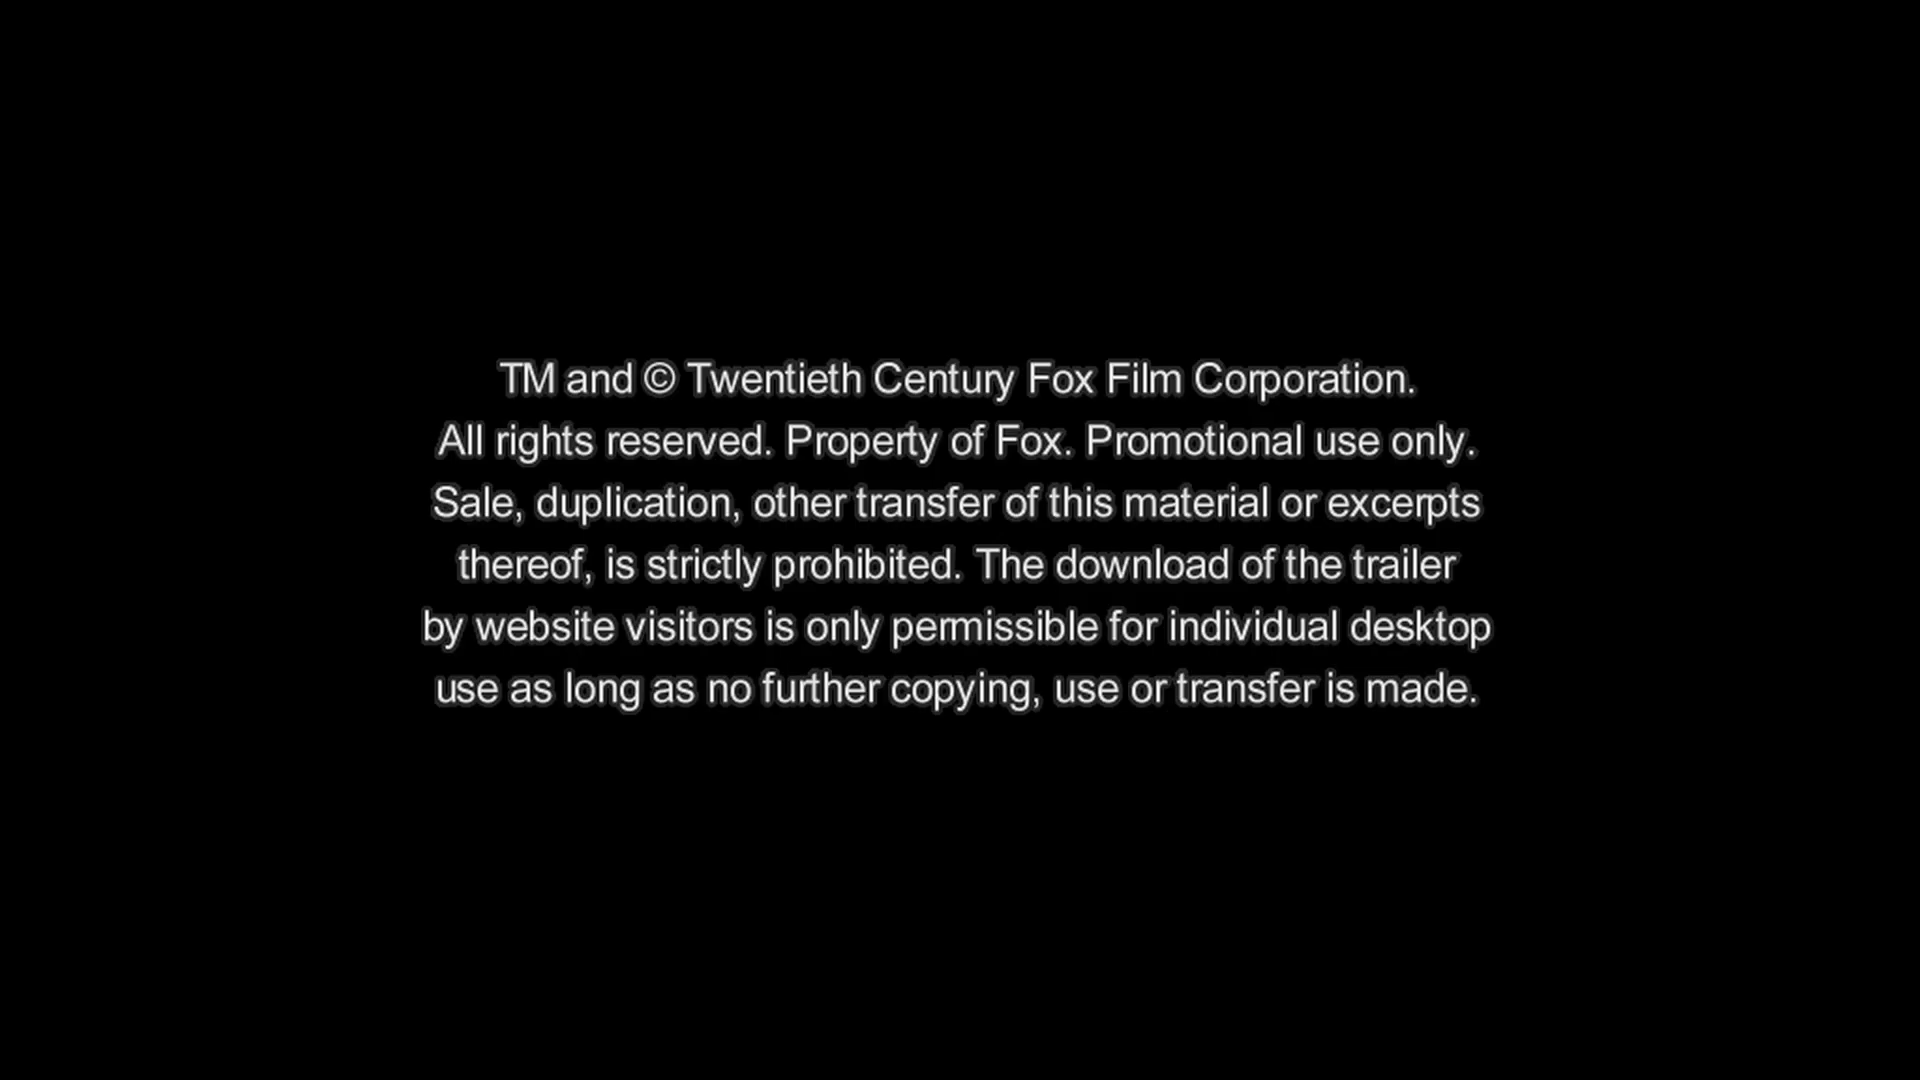 TM and © Twentieth Century Fox Film Corporation.
All rights reserved. Property of Fox. Promotional use only.
Sale, duplication, other transfer of this material or excerpts
thereof, is strictly prohibited. The download of the trailer
by website visitors is only permissible for individual desktop
use as long as no further copying, use or transfer is made.